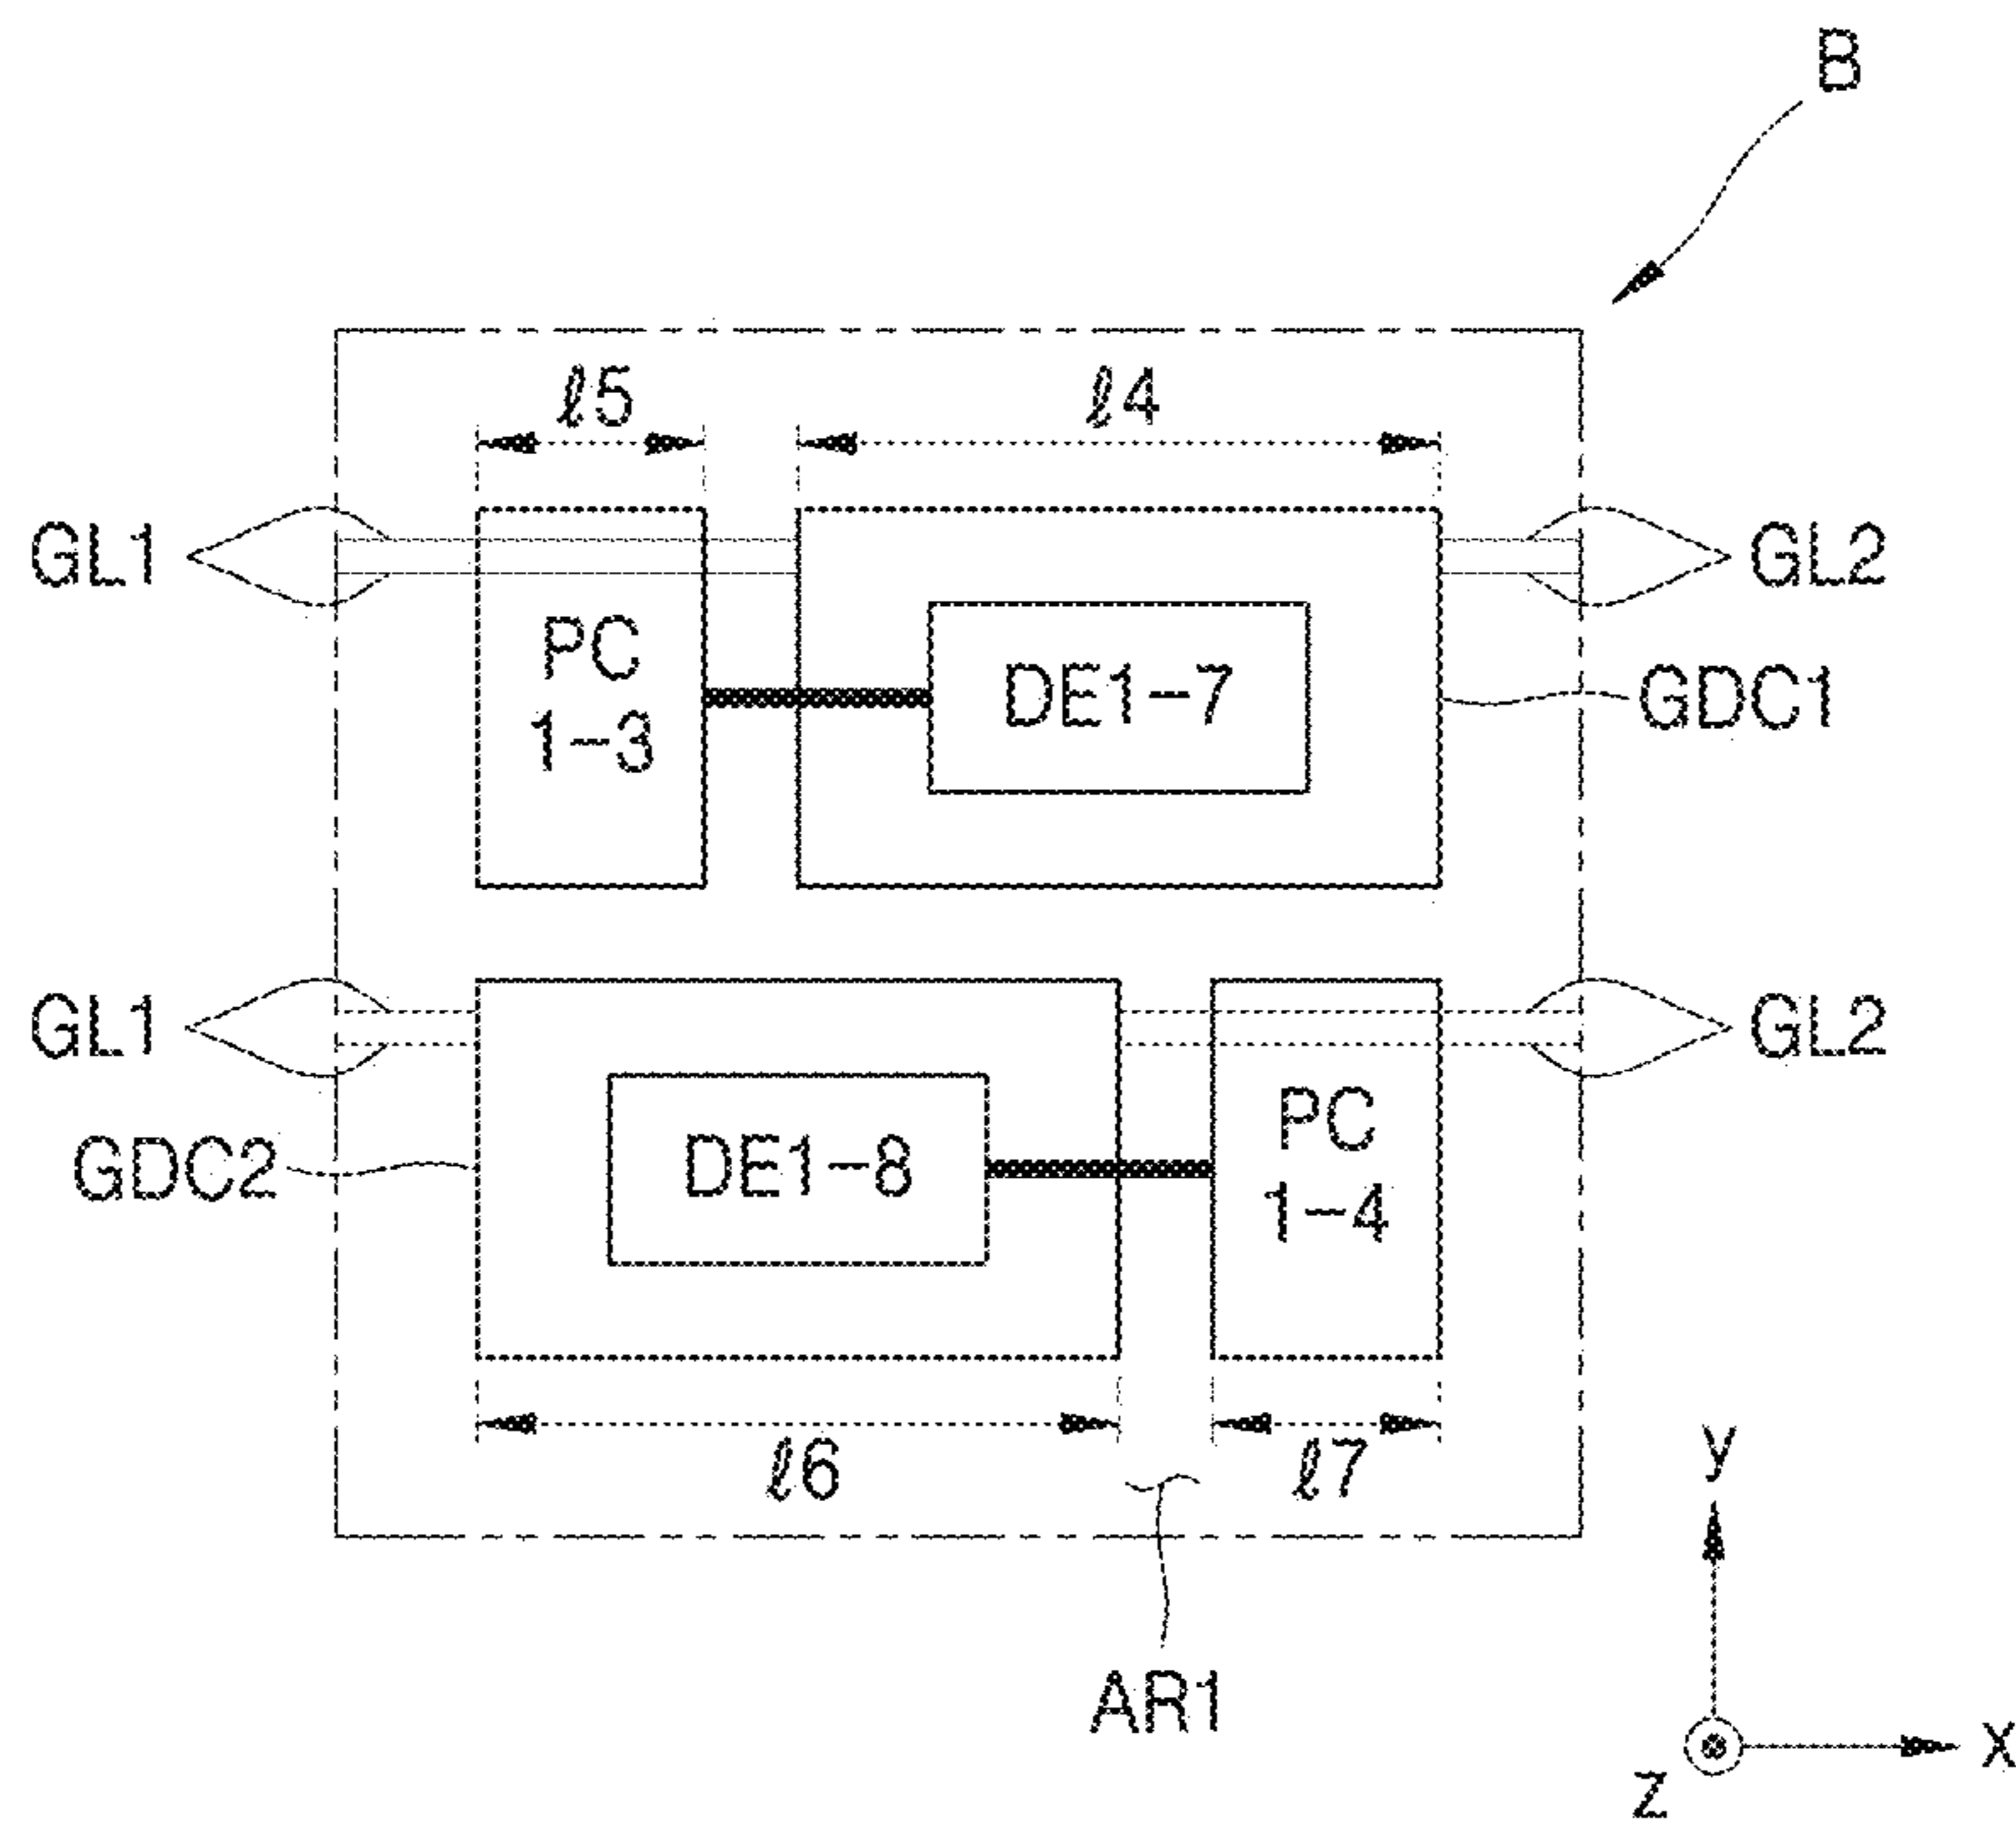 B
ℓ5
ℓ4
GL1
GL2
PC
1-3
DE1-7
GDC1
GL1
GL2
GDC2
DE1-8
PC
1-4
ℓ6
ℓ7
AR1
y
x
z